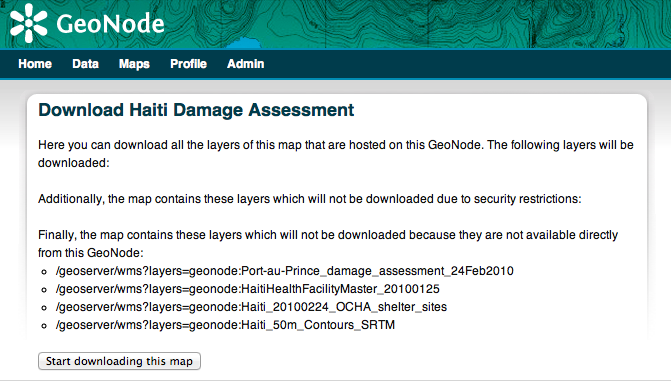 GeoNode
Home Data Maps Profile Admin
Download Haiti Damage Assessment
Here you can download all the layers of this map that are hosted on this GeoNode. The following layers will be
downloaded:
Additionally, the map contains these layers which will not be downloaded due to security restrictions:
Finally, the map contains these layers which will not be downloaded because they are not available directly
from this GeoNode:
/geoserver/wms?layers=geonode:Port-au-Prince_damage_assessment_24Feb2010
/geoserver/wms?layers=geonode:HaitiHealthFacilityMaster_20100125
/geoserver/wms?layers=geonode:Haiti_20100224_OCHA_shelter_sites
/geoserver/wms?layers=geonode:Haiti_50m_Contours_SRTM
Start downloading this map